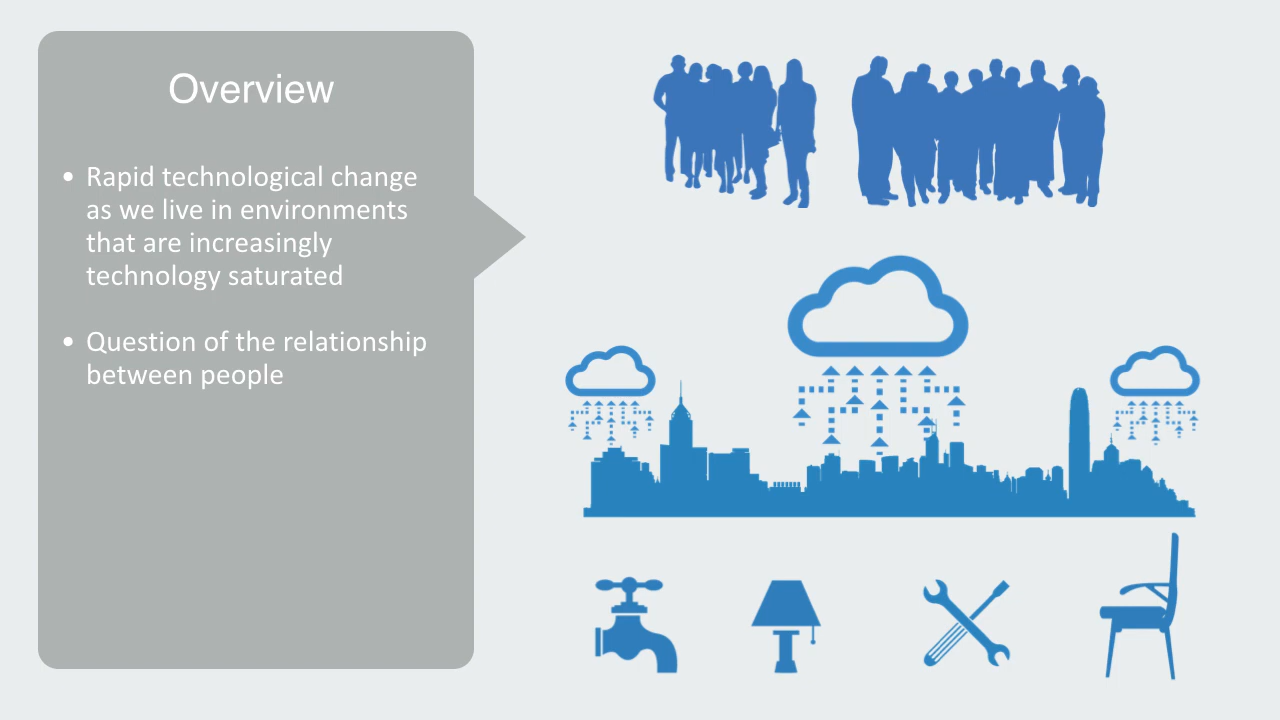 Overview
• Rapid technological change
as we live in environments
that are increasingly
technology saturated
• Question of the relationship
between people